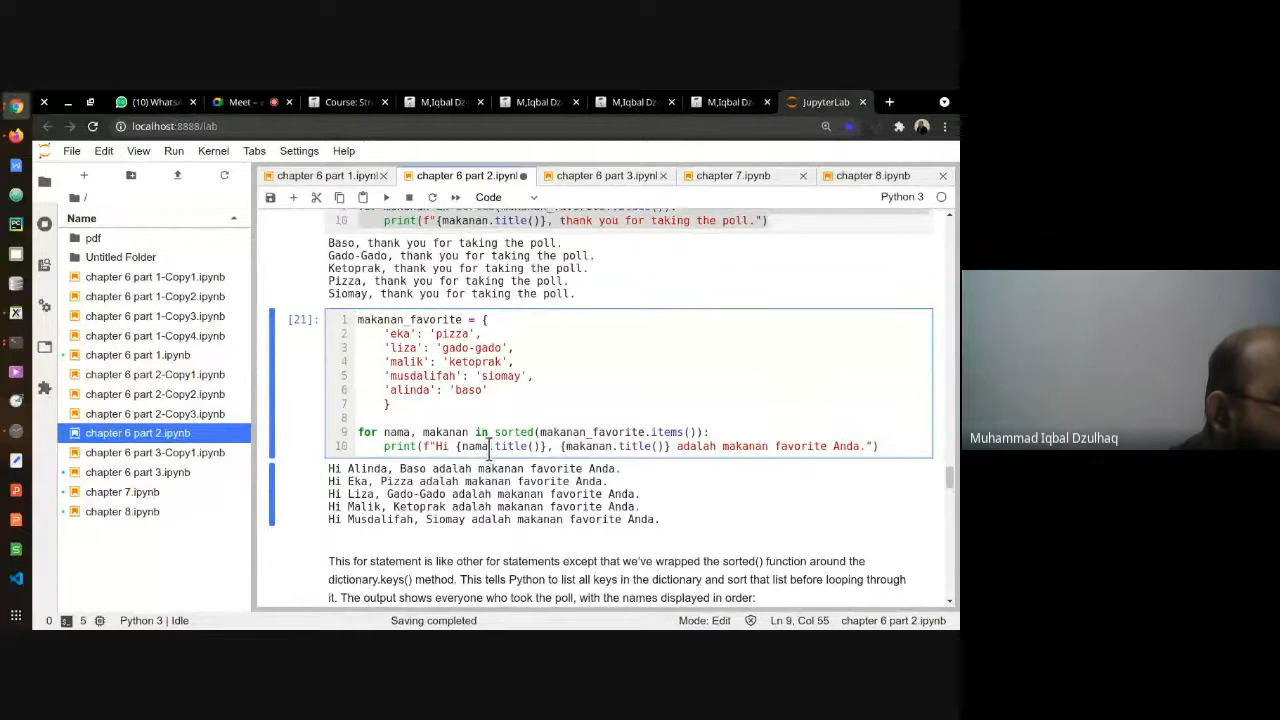 (10) Whats
Meet –
Course: Str
M,Iqbal Dz
M,Iqbal Dz
M,Iqbal Dz
M,Iqbal Dz
JupyterLab
localhost:8888/lab
File Edit View Run Kernel Tabs Settings Help
chapter 6 part 1.ipynb
chapter 6 part 2.ipynb
chapter 6 part 3.ipynb
chapter 7.ipynb
chapter 8.ipynb
Code
Python 3
/
Name
pdf
Untitled Folder
chapter 6 part 1-Copy1.ipynb
chapter 6 part 1-Copy2.ipynb
chapter 6 part 1-Copy3.ipynb
chapter 6 part 1-Copy4.ipynb
chapter 6 part 1.ipynb
chapter 6 part 2-Copy1.ipynb
chapter 6 part 2-Copy2.ipynb
chapter 6 part 2-Copy3.ipynb
chapter 6 part 2.ipynb
chapter 6 part 3-Copy1.ipynb
chapter 6 part 3.ipynb
chapter 7.ipynb
chapter 8.ipynb
10 print(f"{makanan.title()}, thank you for taking the poll.")
Baso, thank you for taking the poll.
Gado-Gado, thank you for taking the poll.
Ketoprak, thank you for taking the poll.
Pizza, thank you for taking the poll.
Siomay, thank you for taking the poll.
[21]: 1 makanan_favorite = {
2 'eka': 'pizza',
3 'liza': 'gado-gado',
4 'malik': 'ketoprak',
5 'musdalifah': 'siomay',
6 'alinda': 'baso'
7 }
8
9 for nama, makanan in sorted(makanan_favorite.items()):
10 print(f"Hi {nama.title()}, {makanan.title()} adalah makanan favorite Anda.")
Hi Alinda, Baso adalah makanan favorite Anda.
Hi Eka, Pizza adalah makanan favorite Anda.
Hi Liza, Gado-Gado adalah makanan favorite Anda.
Hi Malik, Ketoprak adalah makanan favorite Anda.
Hi Musdalifah, Siomay adalah makanan favorite Anda.
This for statement is like other for statements except that we've wrapped the sorted() function around the
dictionary.keys() method. This tells Python to list all keys in the dictionary and sort that list before looping through
it. The output shows everyone who took the poll, with the names displayed in order:
0 5 Python 3 | Idle Saving completed Mode: Edit Ln 9, Col 55 chapter 6 part 2.ipynb
Muhammad Iqbal Dzulhaq